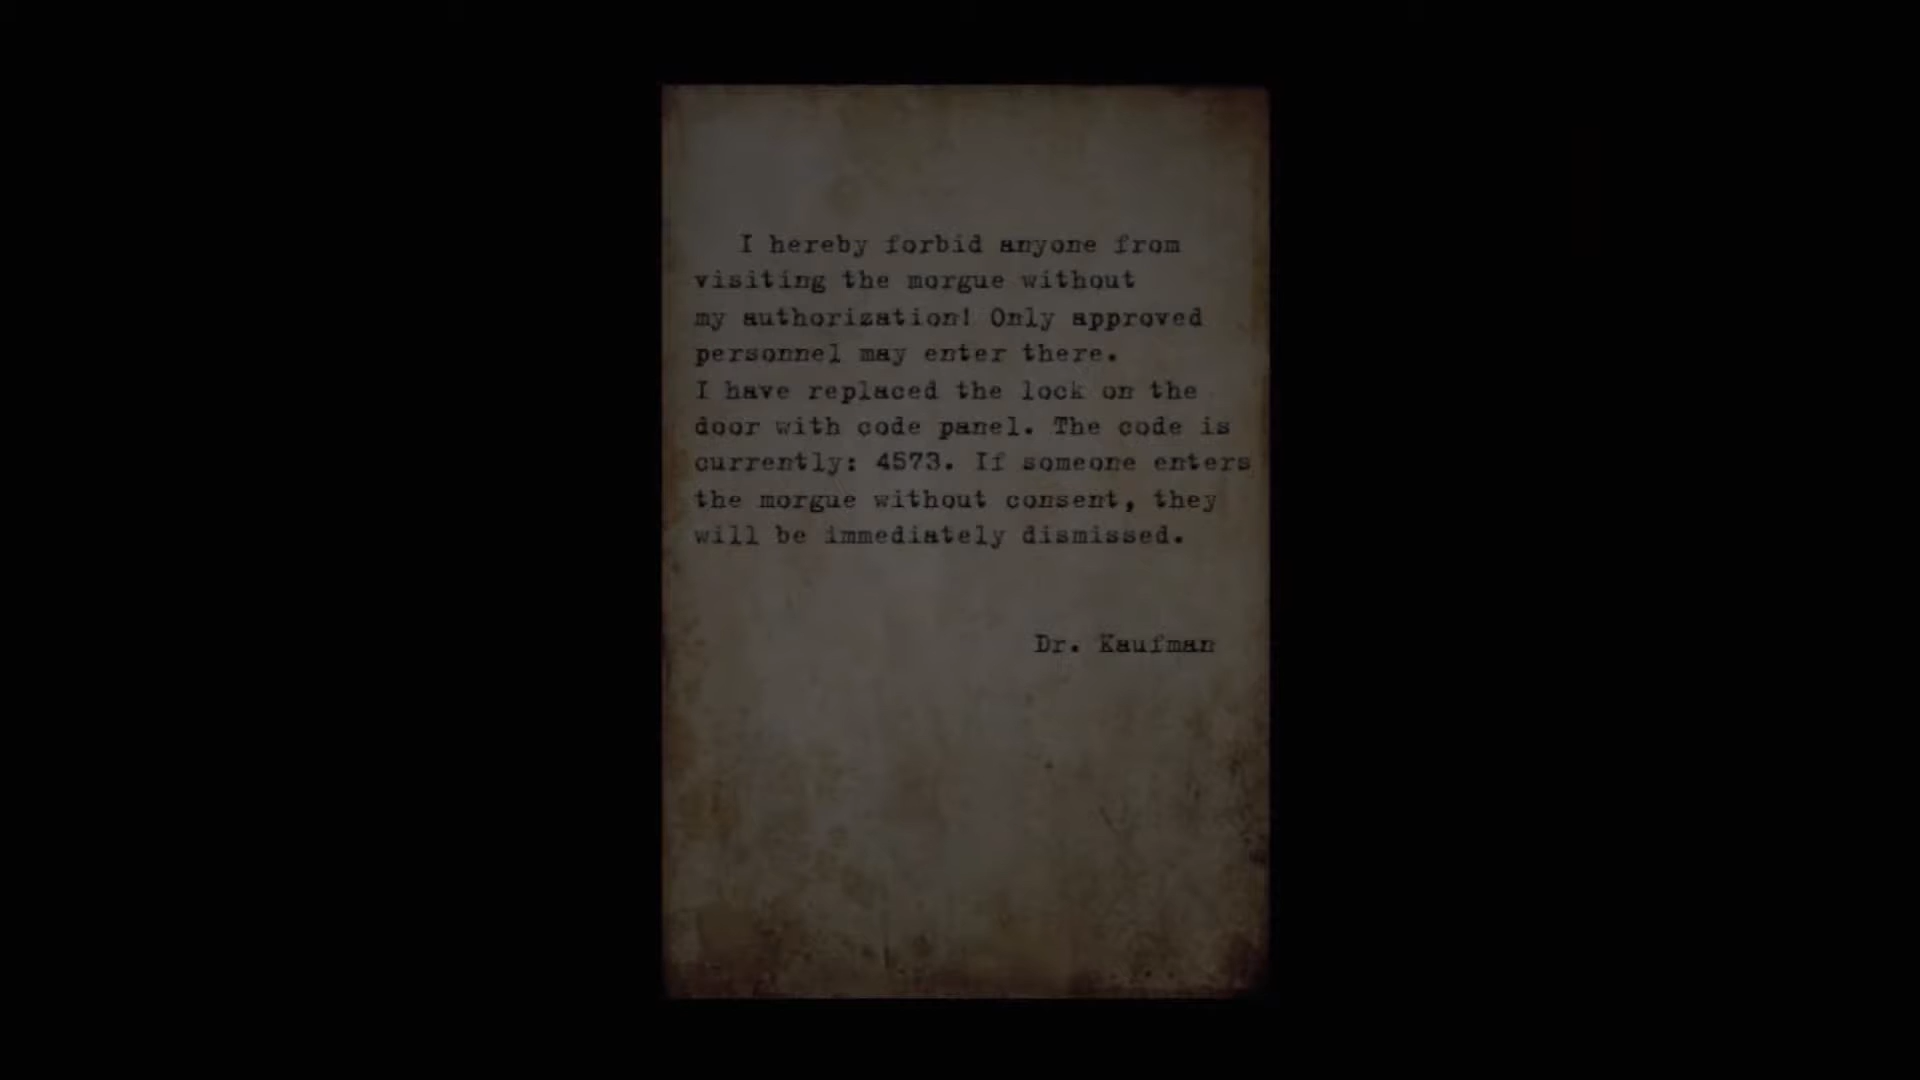 I hereby forbid anyone from
visiting the morgue without
my authorization! Only approved
personnel may enter there.
I have replaced the lock on the
door with code panel. The code is
currently: 4573. If someone enters
the morgue without consent, they
will be immediately dismissed.
Dr. Kaufman